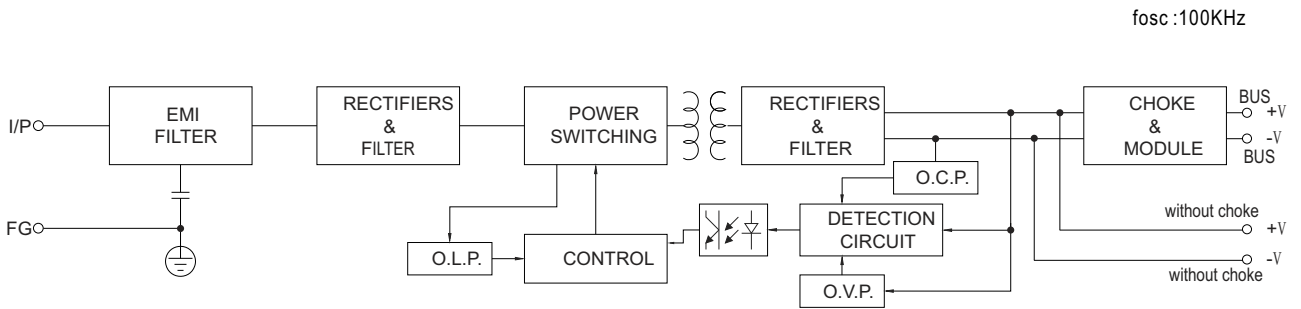 fosc :100KHz
I/P
EMI
FILTER
RECTIFIERS
&
FILTER
POWER
SWITCHING
RECTIFIERS
&
FILTER
CHOKE
&
MODULE
BUS
+V
-V
BUS
O.C.P.
FG
O.L.P.
CONTROL
DETECTION
CIRCUIT
O.V.P.
without choke
+V
-V
without choke